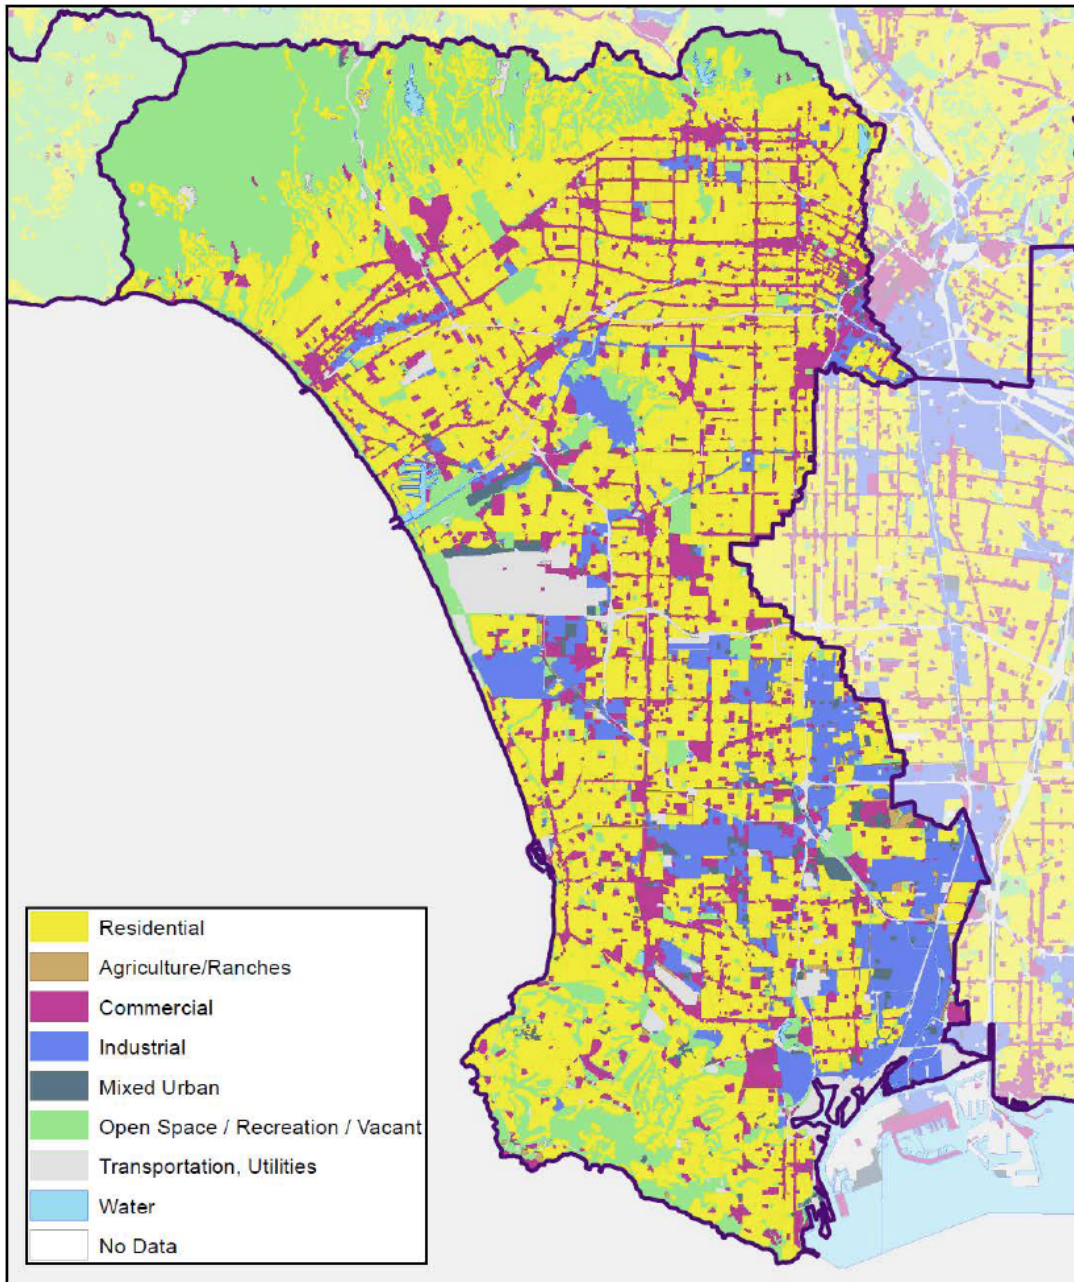 Residential
Agriculture/Ranches
Commercial
Industrial
Mixed Urban
Open Space / Recreation / Vacant
Transportation, Utilities
Water
No Data